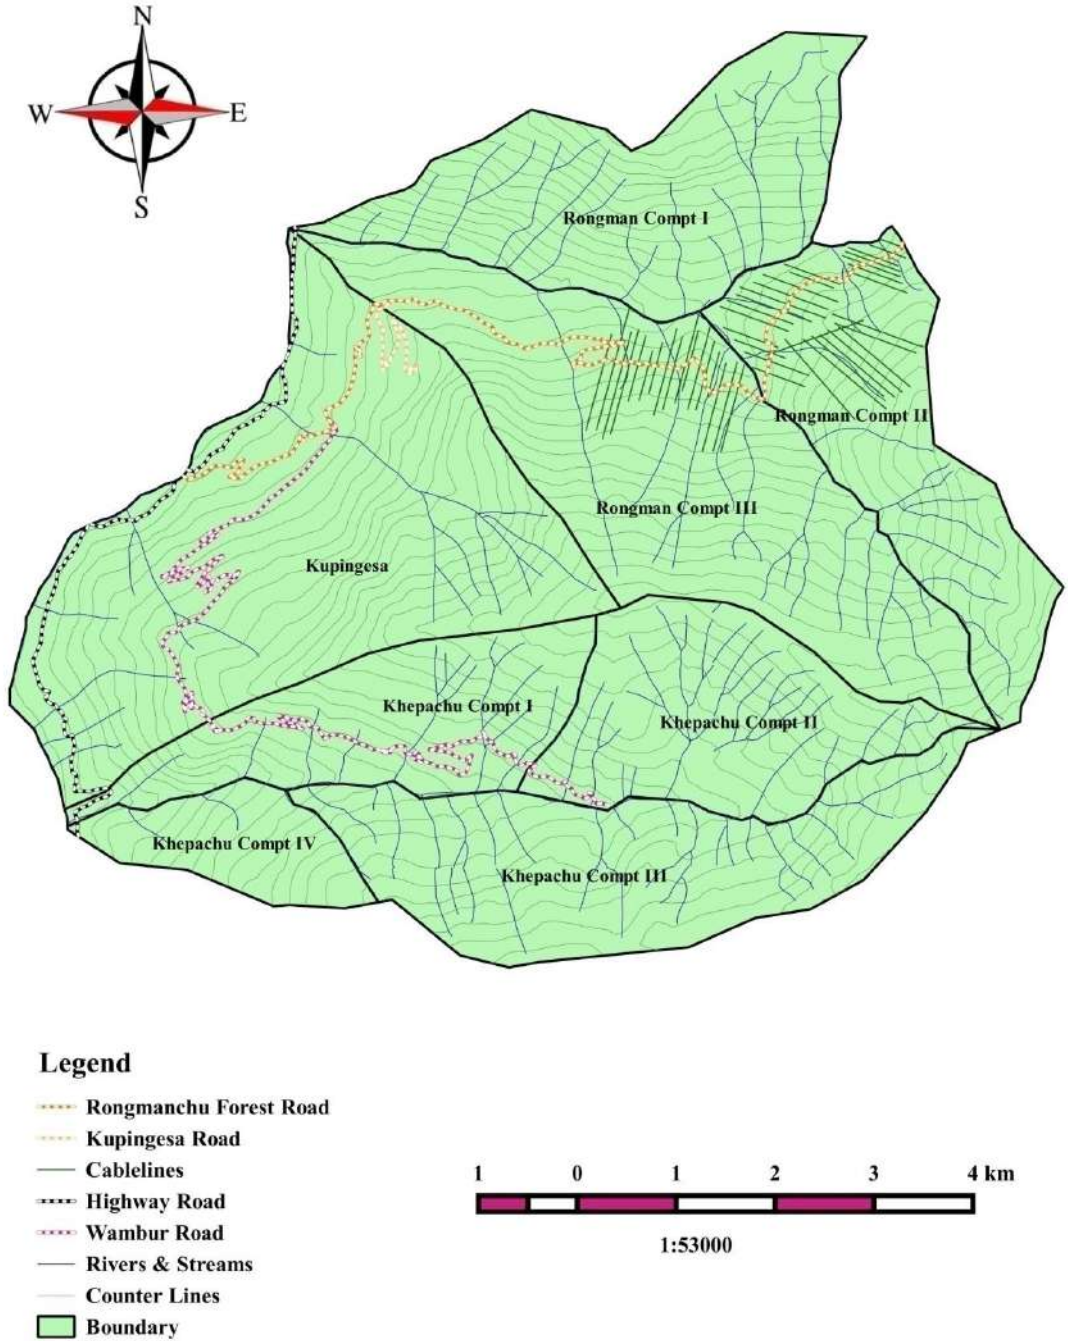 N
W
E
S
Rongman Compt I
Rongman Compt II
Rongman Compt III
Kupingesa
Khepachu Compt I
Khepachu Compt II
Khepachu Compt IV
Khepachu Compt III
Legend
Rongmanchu Forest Road
Kupingesa Road
Cablelines
Highway Road
Wambur Road
Rivers & Streams
Counter Lines
Boundary
1 0 1 2 3 4 km
1:53000